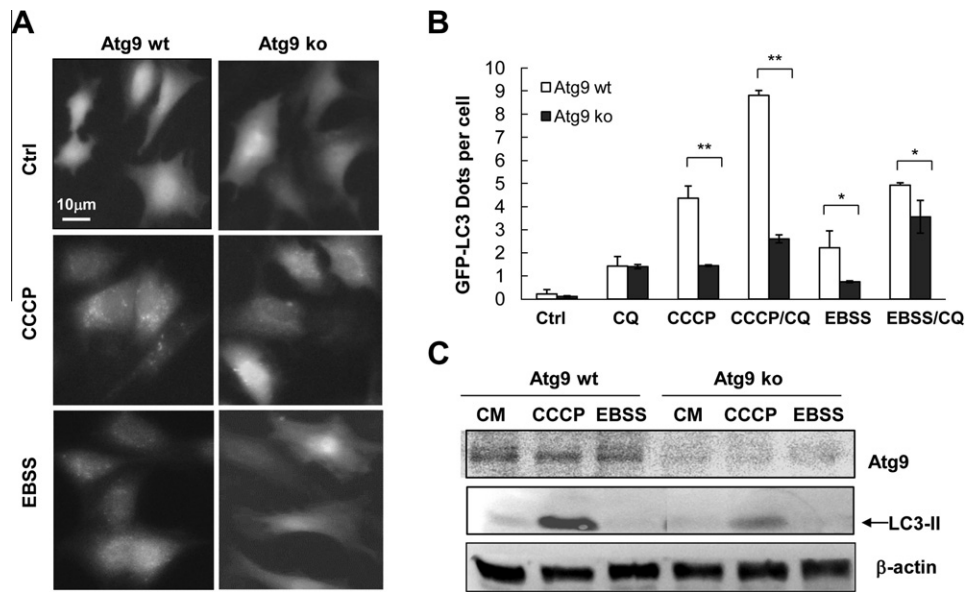 A
Atg9 wt Atg9 ko
Ctrl
10μm
CCCP
EBSS
B
GFP-LC3 Dots per cell
10
9
8
7
6
5
4
3
2
1
0
Atg9 wt
Atg9 ko
** ** * *
Ctrl CQ CCCP CCCP/CQ EBSS EBSS/CQ
C
Atg9 wt Atg9 ko
CM CCCP EBSS CM CCCP EBSS
Atg9
LC3-II
β-actin